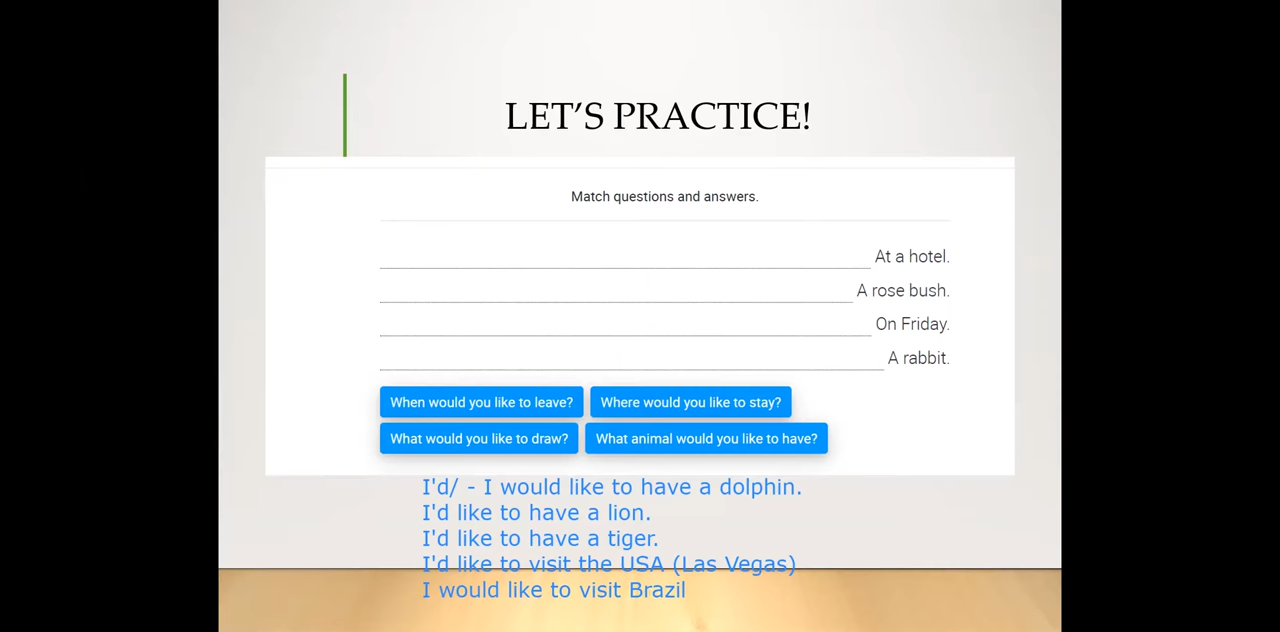 LET'S PRACTICE!
Match questions and answers.
At a hotel.
A rose bush.
On Friday.
A rabbit.
When would you like to leave? Where would you like to stay?
What would you like to draw? What animal would you like to have?
I'd/ - I would like to have a dolphin.
I'd like to have a lion.
I'd like to have a tiger.
I'd like to visit the USA (Las Vegas)
I would like to visit Brazil